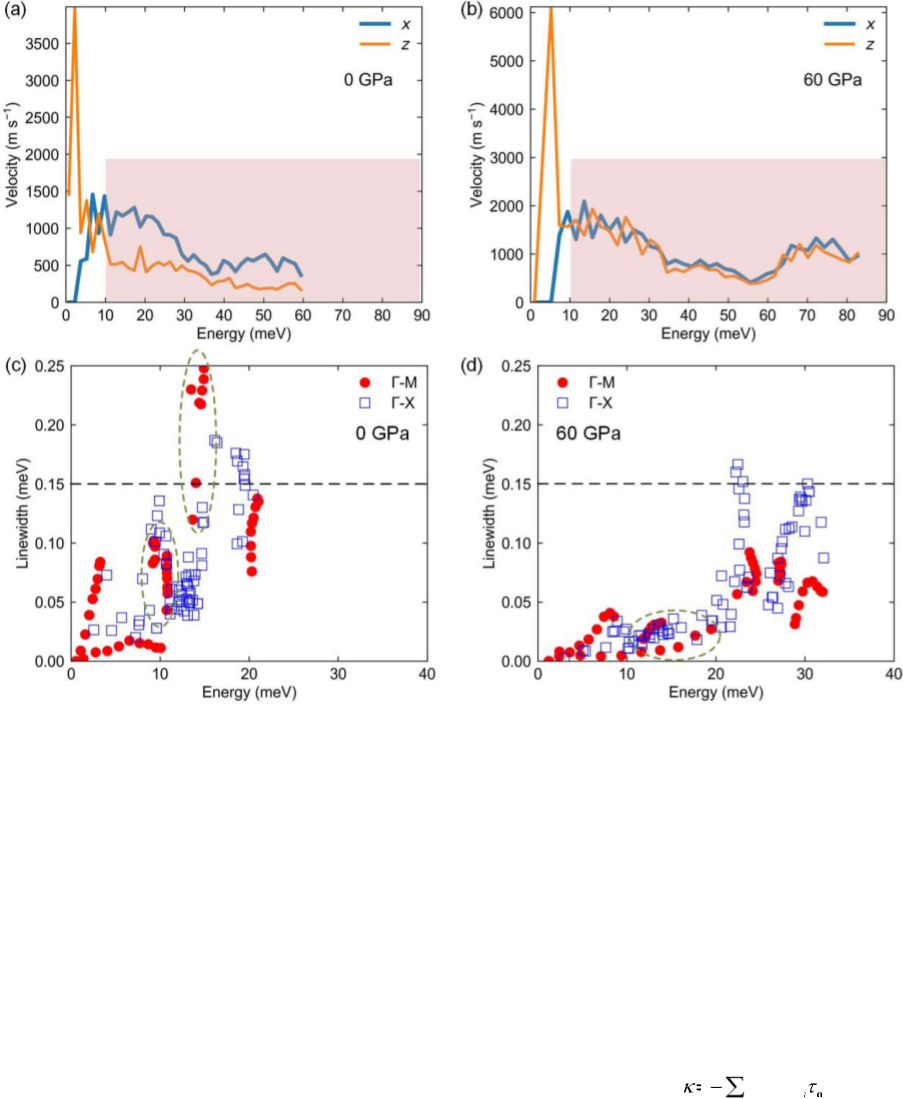 (a)
x
z
0 GPa
Velocity (m s⁻¹)
3500
3000
2500
2000
1500
1000
500
0
0 10 20 30 40 50 60 70 80 90
Energy (meV)
(b)
x
z
60 GPa
Velocity (m s⁻¹)
6000
5000
4000
3000
2000
1000
0
0 10 20 30 40 50 60 70 80 90
Energy (meV)
(c)
Γ-M
Γ-X
0 GPa
Linewidth (meV)
0.25
0.20
0.15
0.10
0.05
0.00
0 10 20 30 40
Energy (meV)
(d)
Γ-M
Γ-X
60 GPa
Linewidth (meV)
0.25
0.20
0.15
0.10
0.05
0.00
0 10 20 30 40
Energy (meV)